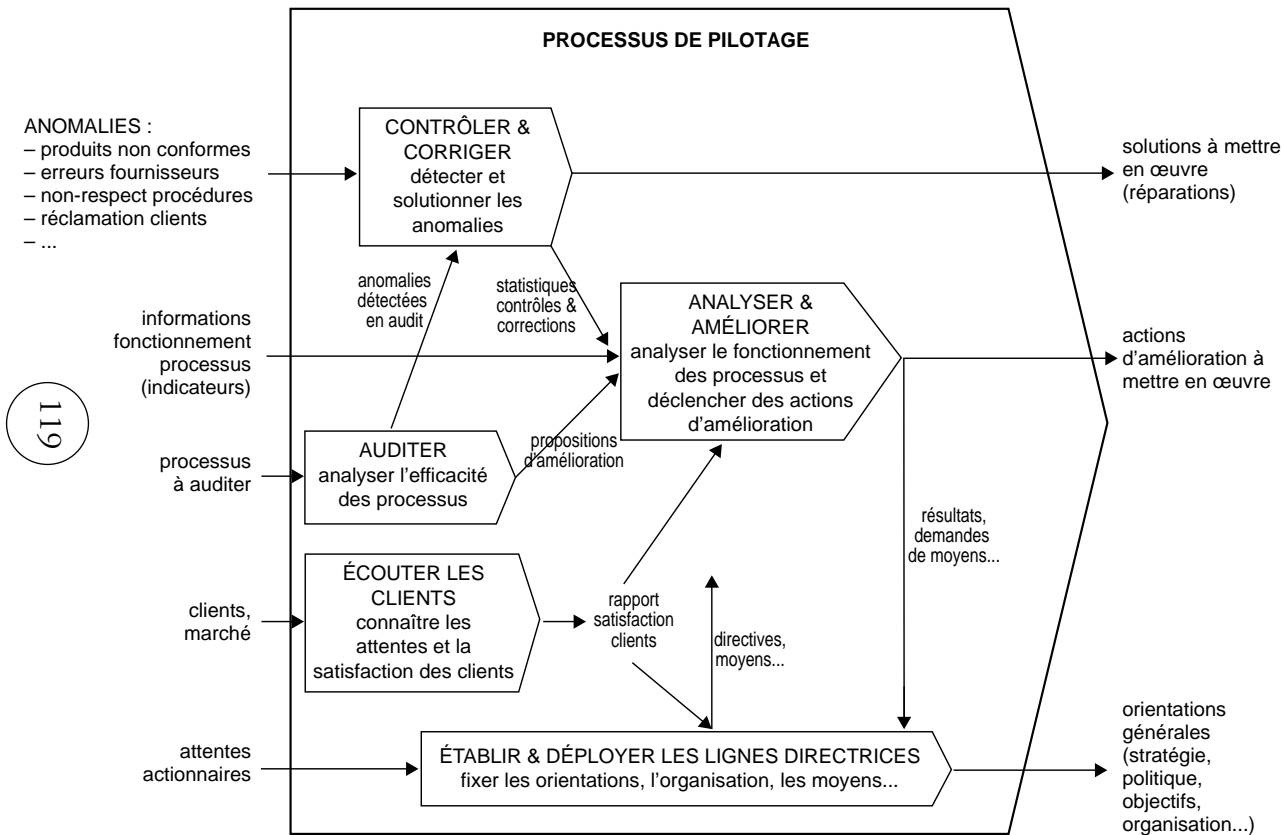 PROCESSUS DE PILOTAGE
ANOMALIES :
– produits non conformes
– erreurs fournisseurs
– non-respect procédures
– réclamation clients
– ...
CONTRÔLER &
CORRIGER
détecter et
solutionner les
anomalies
solutions à mettre
en œuvre
(réparations)
anomalies
détectées
en audit
statistiques
contrôles &
corrections
informations
fonctionnement
processus
(indicateurs)
ANALYSER &
AMÉLIORER
analyser le fonctionnement
des processus et
déclencher des actions
d’amélioration
actions
d’amélioration à
mettre en œuvre
119
processus
à auditer
AUDITER
analyser l’efficacité
des processus
propositions
d’amélioration
résultats,
demandes
de moyens...
clients,
marché
ÉCOUTER LES
CLIENTS
connaître les
attentes et la
satisfaction des clients
rapport
satisfaction
clients
directives,
moyens...
attentes
actionnaires
ÉTABLIR & DÉPLOYER LES LIGNES DIRECTRICES
fixer les orientations, l’organisation, les moyens...
orientations
générales
(stratégie,
politique,
objectifs,
organisation...)